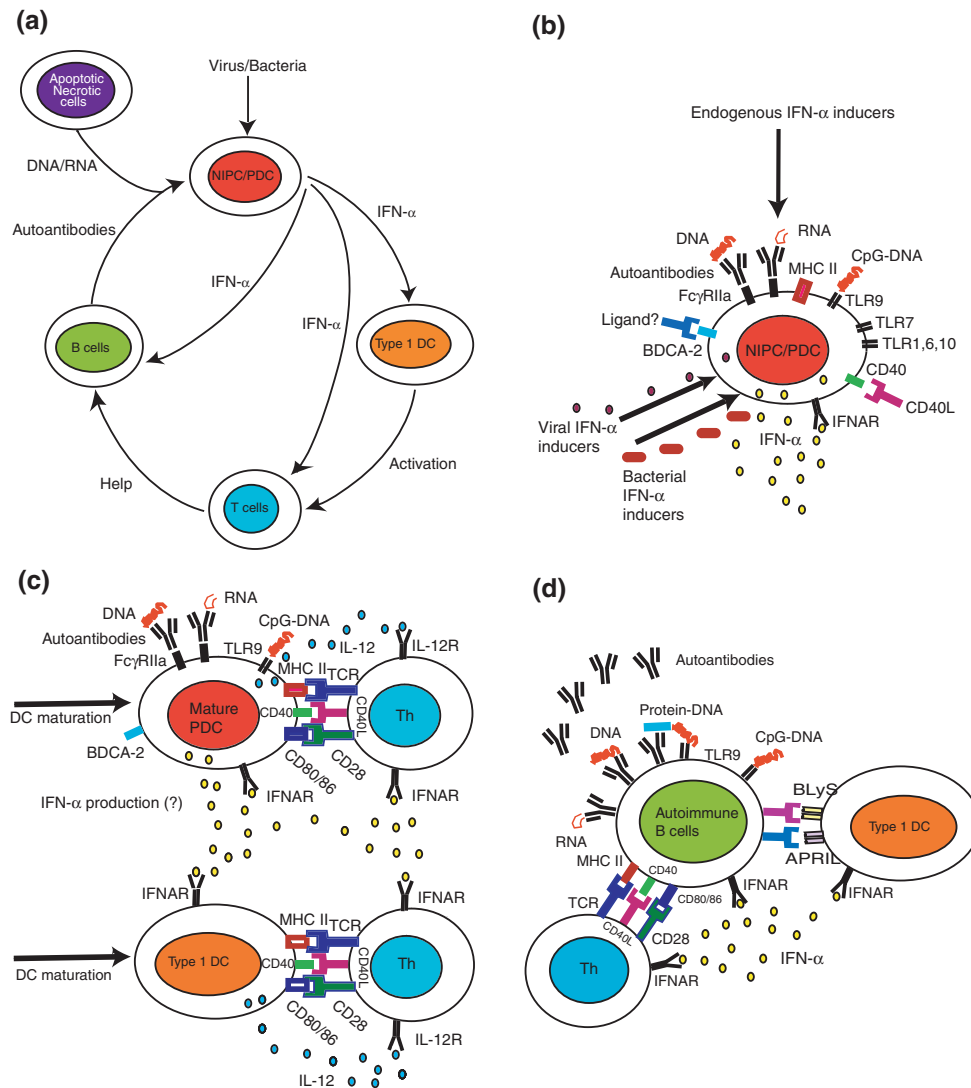 (a)
Virus/Bacteria
Apoptotic
Necrotic
cells
DNA/RNA
NIPC/PDC
Autoantibodies
IFN-α
IFN-α
IFN-α
B cells
Type 1 DC
Help
Activation
T cells
(b)
Endogenous IFN-α inducers
DNA
RNA
Autoantibodies
MHC II
CpG-DNA
FcγRIIa
TLR9
Ligand?
TLR7
BDCA-2
NIPC/PDC
TLR1,6,10
CD40
CD40L
Viral IFN-α
inducers
IFN-α
IFNAR
Bacterial
IFN-α
inducers
(c)
DNA
RNA
Autoantibodies
CpG-DNA
FcγRIIa
TLR9
IL-12
IL-12R
MHC II
TCR
DC maturation
Mature
PDC
CD40
CD40L
Th
BDCA-2
CD80/86
CD28
IFN-α production (?)
IFNAR
IFNAR
IFNAR
IFNAR
MHC II
TCR
DC maturation
Type 1 DC
CD40
CD40L
Th
CD80/86
CD28
IL-12R
IL-12
(d)
Autoantibodies
Protein-DNA
DNA
TLR9
CpG-DNA
BLyS
Autoimmune
B cells
Type 1 DC
RNA
APRIL
MHC II
CD40
IFNAR
IFNAR
TCR
CD80/86
CD40L
CD28
IFN-α
Th
IFNAR